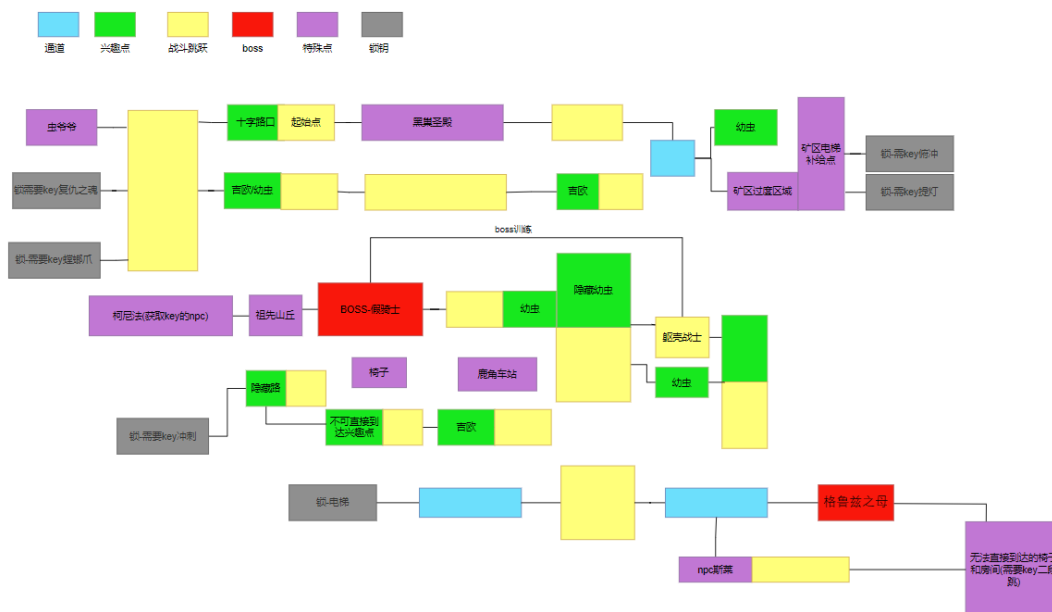 通道
兴趣点
战斗跳跃
boss
特殊点
锁钥
虫爷爷
十字路口
起始点
黑巢圣殿
幼虫
矿区电梯
补给点
锁-需key俯冲
锁需要key复仇之魂
吉欧/幼虫
吉欧
矿区过度区域
锁-需key提灯
boss训练
锁-需要key螳螂爪
隐藏幼虫
柯尼法(获取key的npc)
祖先山丘
BOSS-假骑士
幼虫
躯壳战士
椅子
鹿角车站
幼虫
隐藏路
不可直接到
达兴趣点
吉欧
锁-需要key冲刺
锁-电梯
格鲁兹之母
npc斯莱
无法直接到达的椅子
和房间(需要key二段
跳)